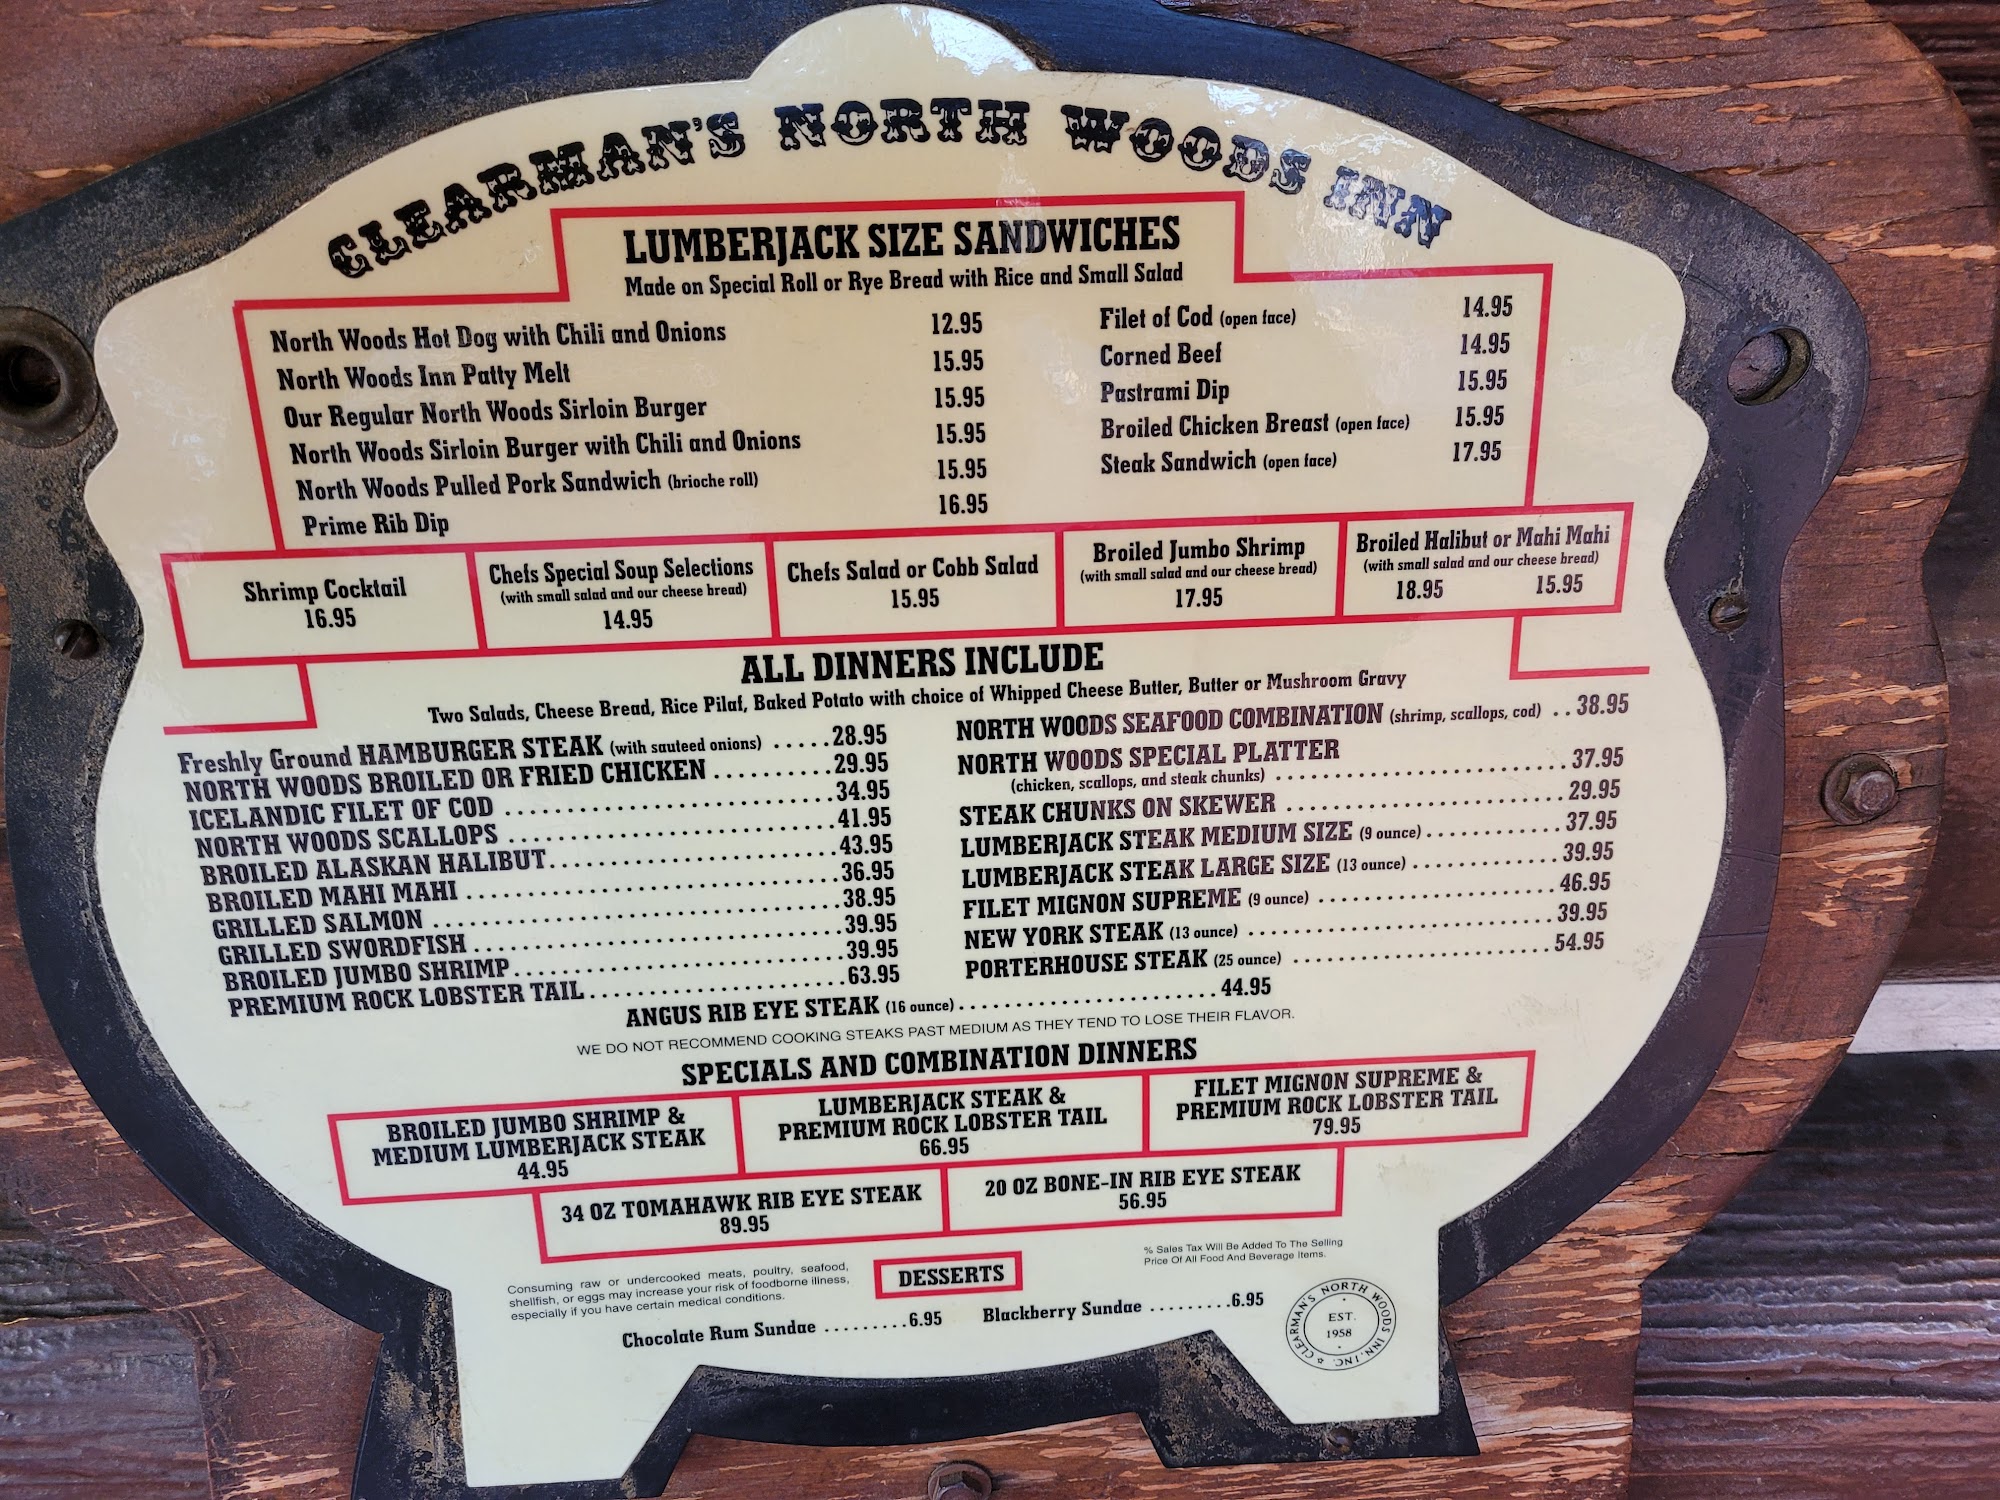 CLEARMAN'S NORTH WOODS INN
LUMBERJACK SIZE SANDWICHES
Made on Special Roll or Rye Bread with Rice and Small Salad
North Woods Hot Dog with Chili and Onions 12.95
North Woods Inn Patty Melt 15.95
Our Regular North Woods Sirloin Burger 15.95
North Woods Sirloin Burger with Chili and Onions 15.95
North Woods Pulled Pork Sandwich (brioche roll) 15.95
Prime Rib Dip 16.95
Filet of Cod (open face) 14.95
Corned Beef 14.95
Pastrami Dip 15.95
Broiled Chicken Breast (open face) 15.95
Steak Sandwich (open face) 17.95
Shrimp Cocktail
16.95
Chefs Special Soup Selections
(with small salad and our cheese bread)
14.95
Chefs Salad or Cobb Salad
15.95
Broiled Jumbo Shrimp
(with small salad and our cheese bread)
17.95
Broiled Halibut or Mahi Mahi
(with small salad and our cheese bread)
18.95 15.95
ALL DINNERS INCLUDE
Two Salads, Cheese Bread, Rice Pilaf, Baked Potato with choice of Whipped Cheese Butter, Butter or Mushroom Gravy
Freshly Ground HAMBURGER STEAK (with sauteed onions) .....28.95
NORTH WOODS BROILED OR FRIED CHICKEN ..........29.95
ICELANDIC FILET OF COD ............................34.95
NORTH WOODS SCALLOPS ............................41.95
BROILED ALASKAN HALIBUT........................43.95
BROILED MAHI MAHI ...............................36.95
GRILLED SALMON ..................................38.95
GRILLED SWORDFISH ...............................39.95
BROILED JUMBO SHRIMP............................39.95
PREMIUM ROCK LOBSTER TAIL.....................63.95
NORTH WOODS SEAFOOD COMBINATION (shrimp, scallops, cod) ..38.95
NORTH WOODS SPECIAL PLATTER
(chicken, scallops, and steak chunks) ........................37.95
STEAK CHUNKS ON SKEWER .......................29.95
LUMBERJACK STEAK MEDIUM SIZE (9 ounce)...........37.95
LUMBERJACK STEAK LARGE SIZE (13 ounce) ............39.95
FILET MIGNON SUPREME (9 ounce) ....................46.95
NEW YORK STEAK (13 ounce) .........................39.95
PORTERHOUSE STEAK (25 ounce) .....................54.95
ANGUS RIB EYE STEAK (16 ounce)......................44.95
WE DO NOT RECOMMEND COOKING STEAKS PAST MEDIUM AS THEY TEND TO LOSE THEIR FLAVOR.
SPECIALS AND COMBINATION DINNERS
BROILED JUMBO SHRIMP &
MEDIUM LUMBERJACK STEAK
44.95
LUMBERJACK STEAK &
PREMIUM ROCK LOBSTER TAIL
66.95
FILET MIGNON SUPREME &
PREMIUM ROCK LOBSTER TAIL
79.95
34 OZ TOMAHAWK RIB EYE STEAK
89.95
20 OZ BONE-IN RIB EYE STEAK
56.95
Consuming raw or undercooked meats, poultry, seafood,
shellfish, or eggs may increase your risk of foodborne illness,
especially if you have certain medical conditions.
DESSERTS
% Sales Tax Will Be Added To The Selling
Price Of All Food And Beverage Items.
Chocolate Rum Sundae .........6.95
Blackberry Sundae .........6.95
CLEARMAN'S NORTH WOODS INN, INC.
EST.
1958